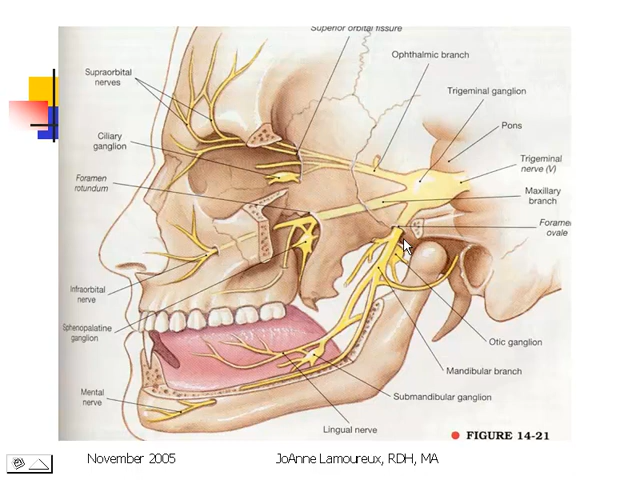 Superior orbital fissure
Ophthalmic branch
Supraorbital
nerves
Trigeminal ganglion
Pons
Ciliary
ganglion
Trigeminal
nerve (V)
Foramen
rotundum
Maxillary
branch
Foramen
ovale
Infraorbital
nerve
Sphenopalatine
ganglion
Otic ganglion
Mandibular branch
Mental
nerve
Submandibular ganglion
Lingual nerve
FIGURE 14-21
November 2005
JoAnne Lamoureux, RDH, MA